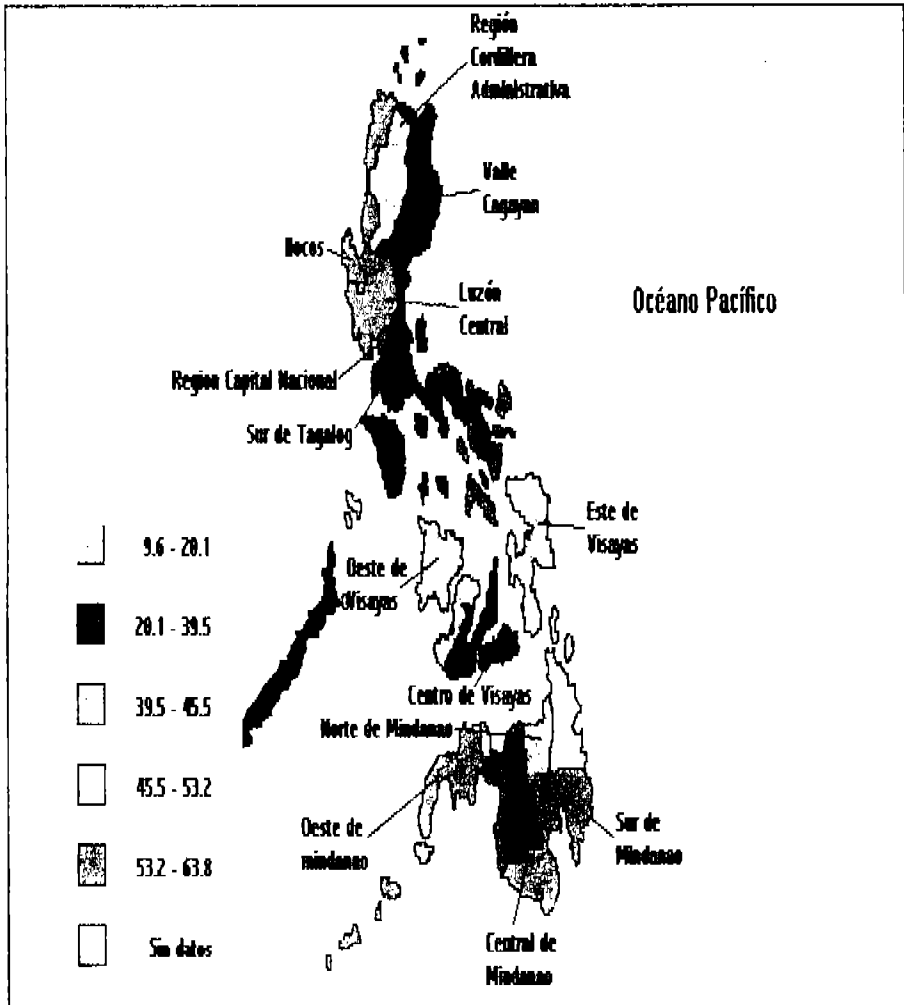 Región
Cordillera
Administrativa
Valle
Cagayan
Ilocos
Luzón
Central
Océano Pacífico
Region Capital Nacional
Sur de Tagalog
Este de
Visayas
9.6 - 20.1
Oeste de
Visayas
20.1 - 39.5
Centro de Visayas
39.5 - 45.5
Norte de Mindanao
45.5 - 53.2
Oeste de
mindanao
Sur de
Mindanao
53.2 - 63.8
Sin datos
Central de
Mindanao